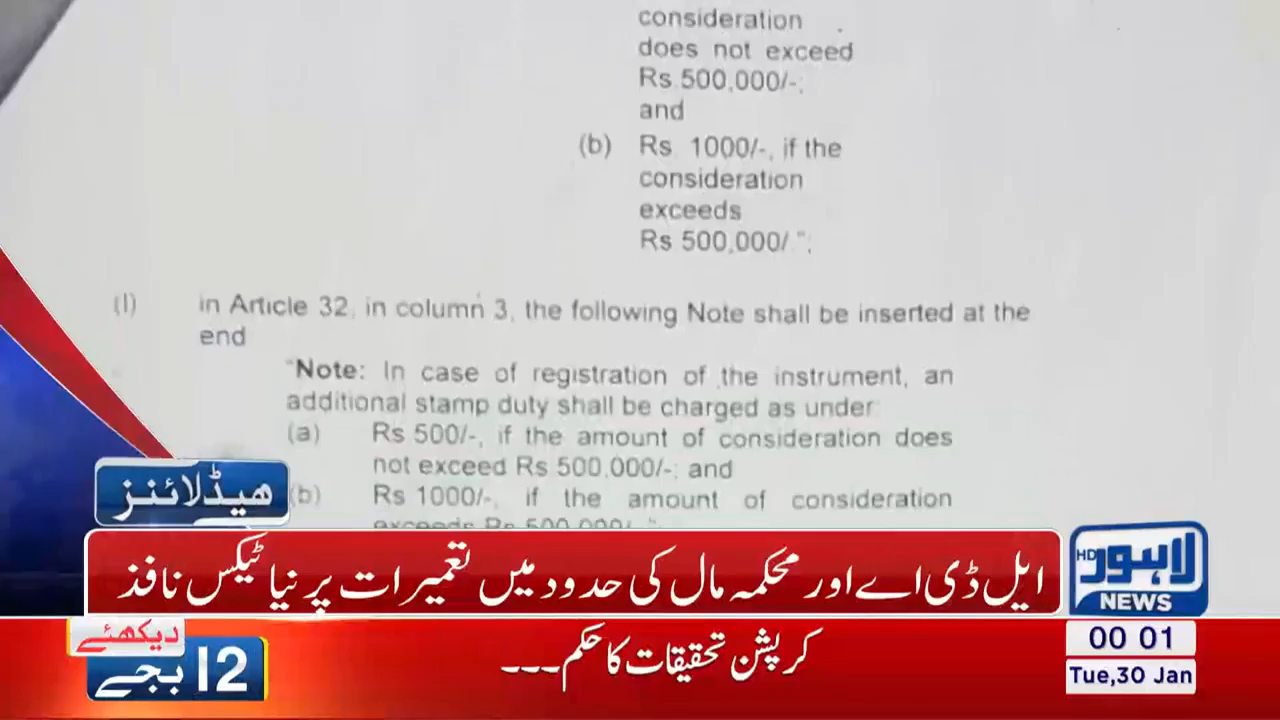 consideration
does not exceed
Rs 500,000/-;
and
(b) Rs 1000/-, if the
consideration
exceeds
Rs 500,000/ ";
(l) in Article 32, in column 3, the following Note shall be inserted at the
end
"Note: In case of registration of the instrument, an
additional stamp duty shall be charged as under:
(a) Rs 500/-, if the amount of consideration does
not exceed Rs 500,000/-; and
(b) Rs 1000/-, if the amount of consideration
exceeds Rs 500,000/-";
ہیڈلائنز
ایل ڈی اے اور محکمہ مال کی حدود میں تعمیرات پر نیا ٹیکس نافذ
HD لاہور
NEWS
دیکھئے
12 بجے
کرپشن تحقیقات کا حکم ---
00 01
Tue,30 Jan